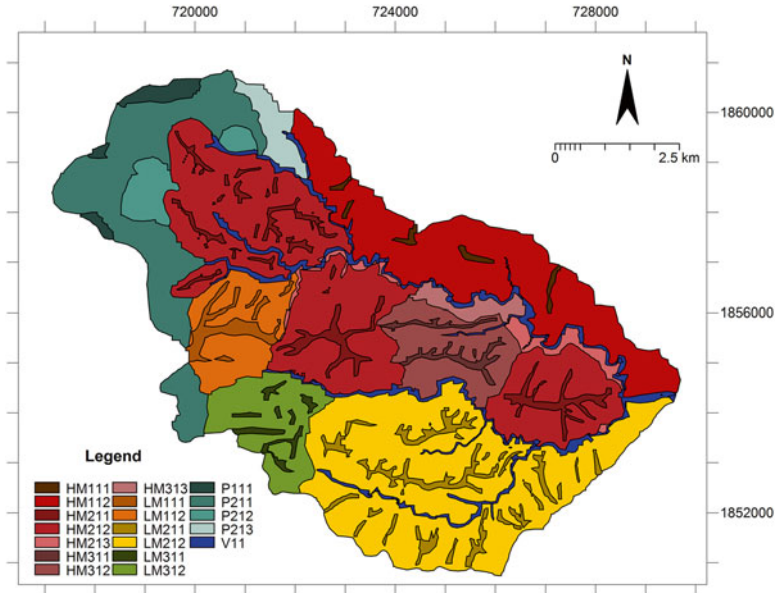 720000 724000 728000
N
1860000
0 2.5 km
1856000
Legend
HM111 HM313 P111
HM112 LM111 P211
HM211 LM112 P212
HM212 LM211 P213
HM213 LM212 V11
HM311 LM311
HM312 LM312
1852000